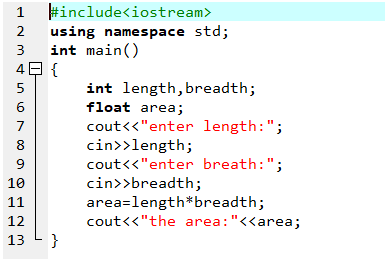 1 #include<iostream>
2 using namespace std;
3 int main()
4 {
5 int length,breadth;
6 float area;
7 cout<<"enter length:";
8 cin>>length;
9 cout<<"enter breath:";
10 cin>>breadth;
11 area=length*breadth;
12 cout<<"the area:"<<area;
13 }